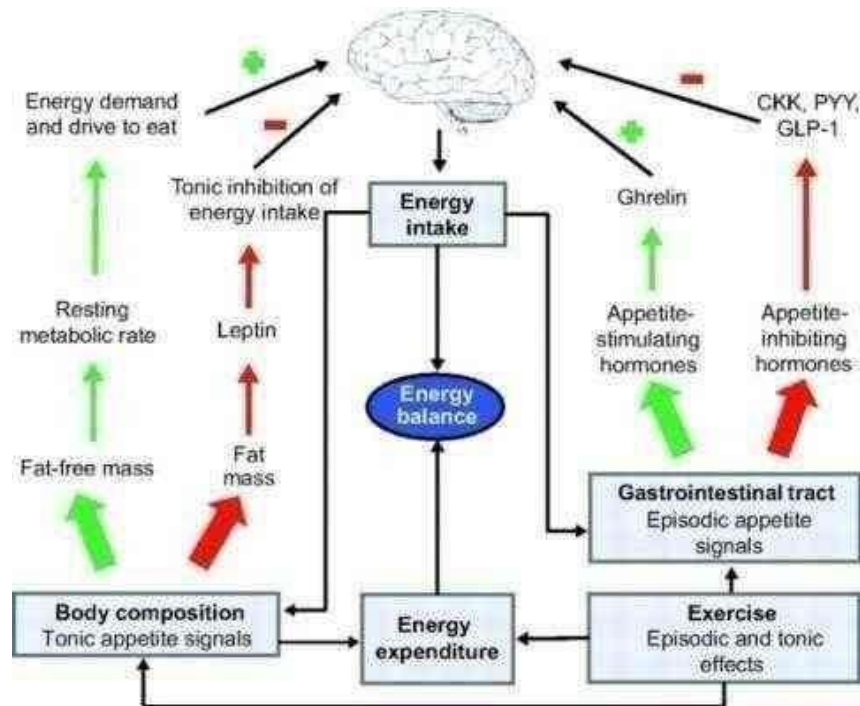 Energy demand
and drive to eat
Tonic inhibition of
energy intake
Resting
metabolic rate
Leptin
Fat-free mass
Fat
mass
Body composition
Tonic appetite signals
Energy
intake
Energy
balance
Energy
expenditure
CKK, PYY,
GLP-1
Ghrelin
Appetite-
stimulating
hormones
Appetite-
inhibiting
hormones
Gastrointestinal tract
Episodic appetite
signals
Exercise
Episodic and tonic
effects